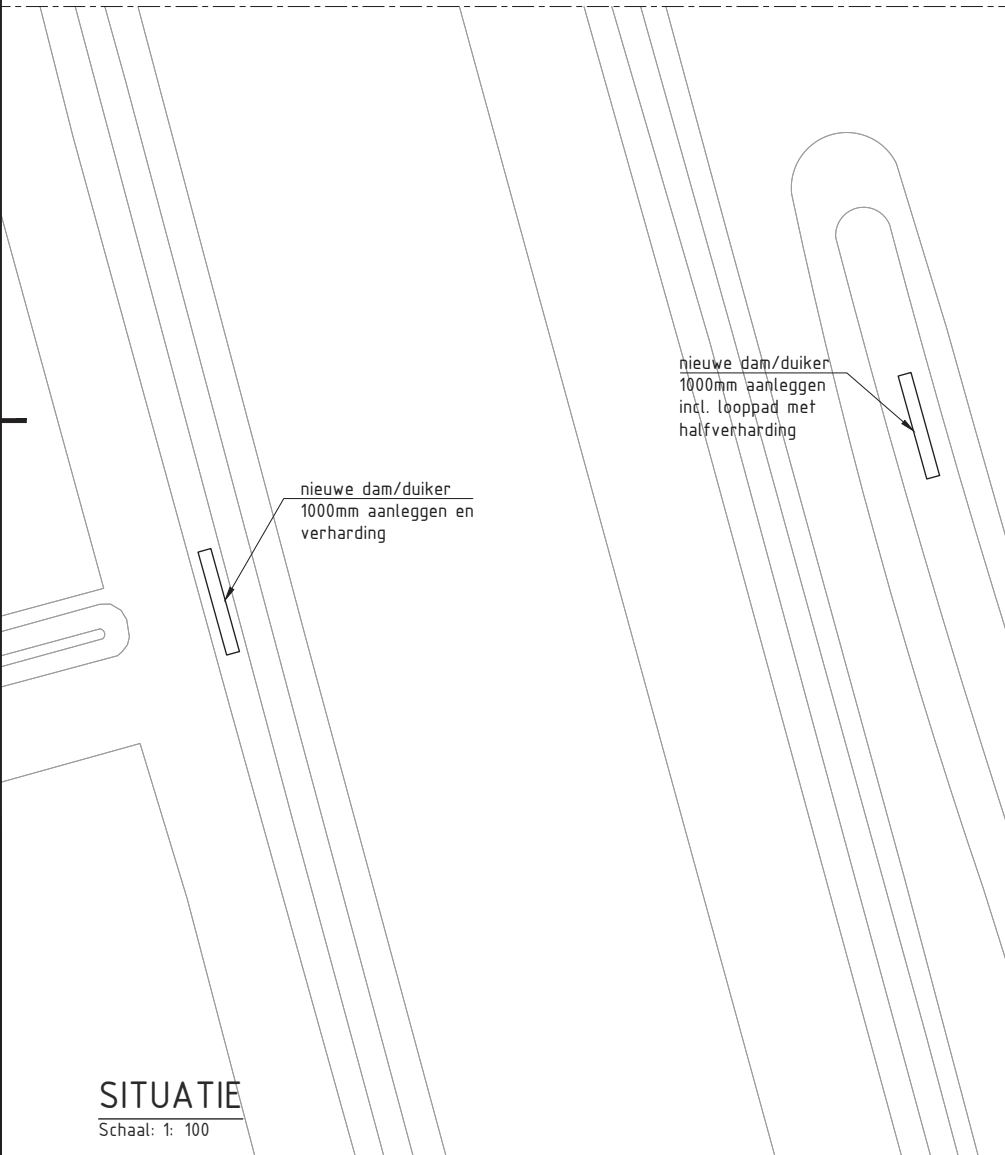 nieuwe dam/duiker
1000mm aanleggen
incl. looppad met
halfverharding
nieuwe dam/duiker
1000mm aanleggen en
verharding
SITUATIE
Schaal: 1: 100